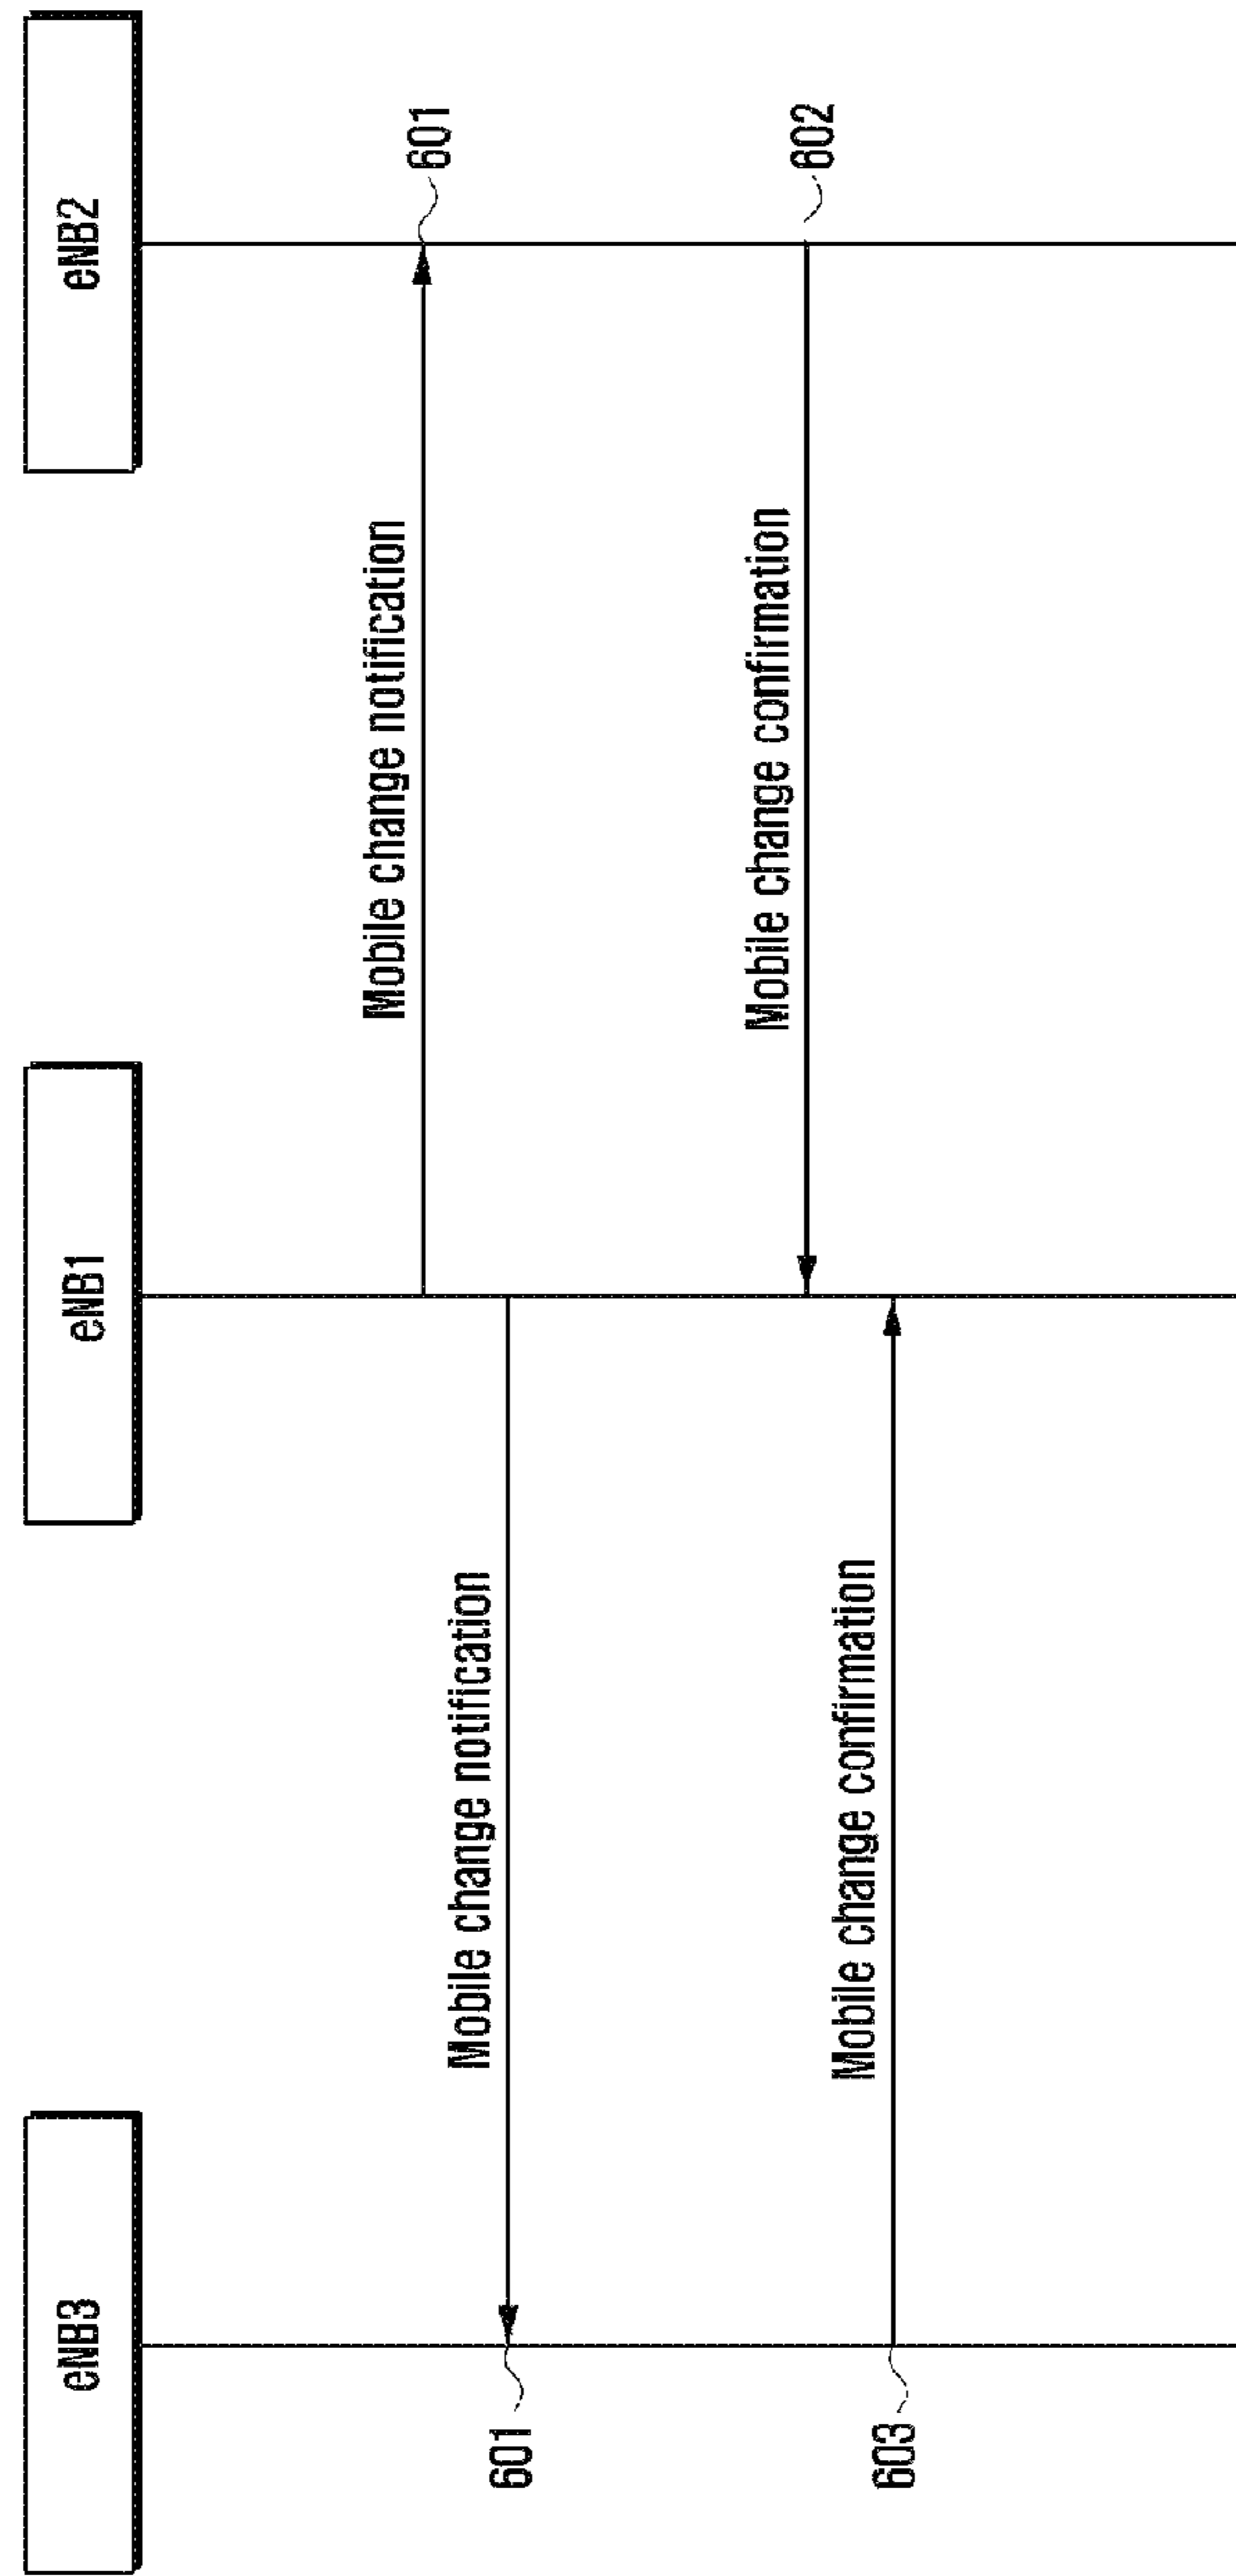 eNB3
eNB1
eNB2
Mobile change notification
601
Mobile change notification
601
Mobile change confirmation
602
Mobile change confirmation
603